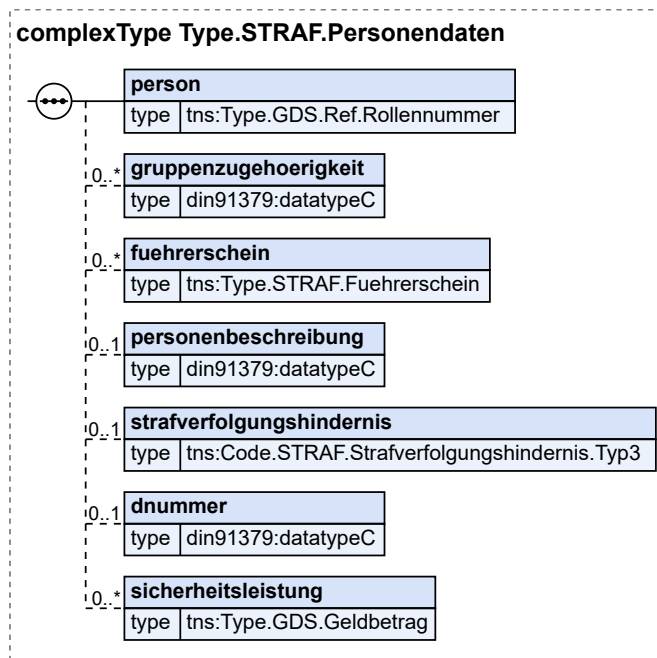 complexType Type.STRAF.Personendaten
person
type tns:Type.GDS.Ref.Rollennummer
0..* gruppenzugehoerigkeit
type din91379:datatypeC
0..* fuehrerschein
type tns:Type.STRAF.Fuehrerschein
0..1 personenbeschreibung
type din91379:datatypeC
0..1 strafverfolgungshindernis
type tns:Code.STRAF.Strafverfolgungshindernis.Typ3
0..1 dnummer
type din91379:datatypeC
0..* sicherheitsleistung
type tns:Type.GDS.Geldbetrag